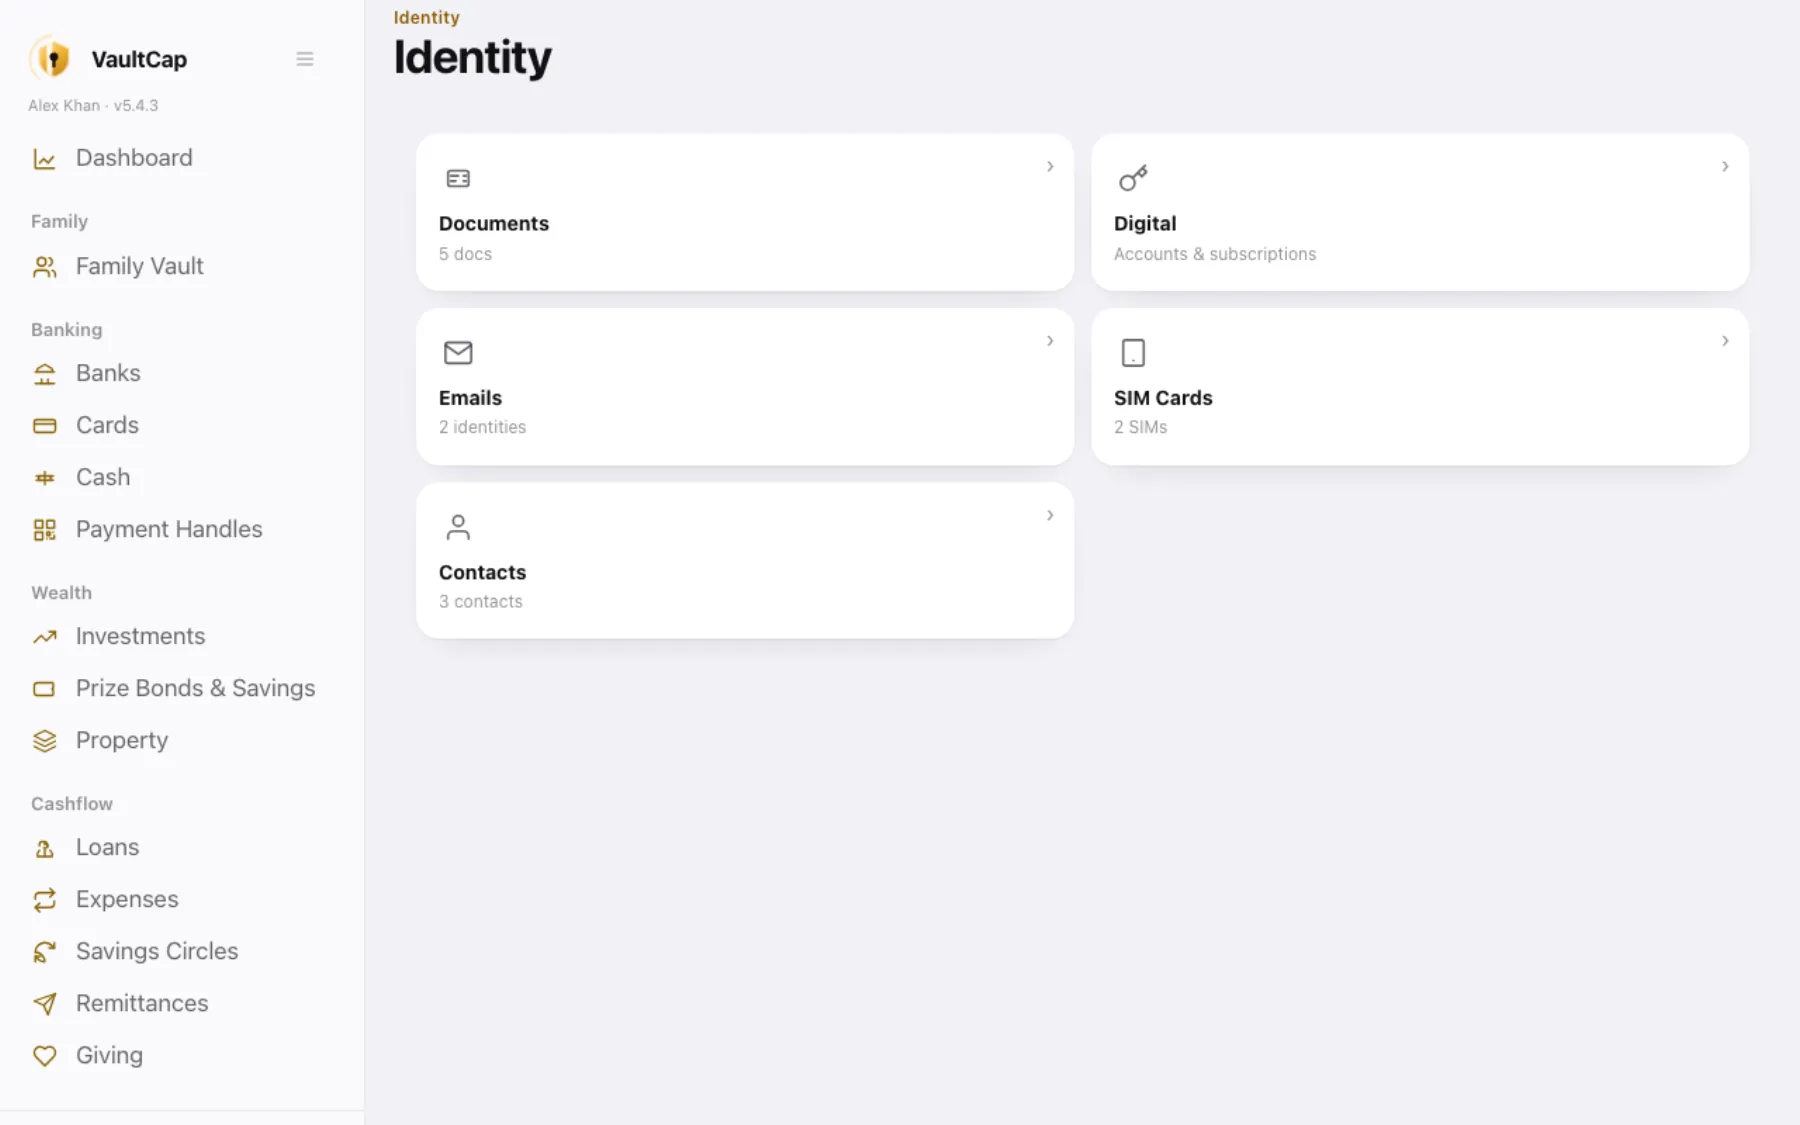 VaultCap
Alex Khan · v5.4.3
Dashboard
Family
Family Vault
Banking
Banks
Cards
Cash
Payment Handles
Wealth
Investments
Prize Bonds & Savings
Property
Cashflow
Loans
Expenses
Savings Circles
Remittances
Giving
Identity
Identity
Documents
5 docs
Digital
Accounts & subscriptions
Emails
2 identities
SIM Cards
2 SIMs
Contacts
3 contacts